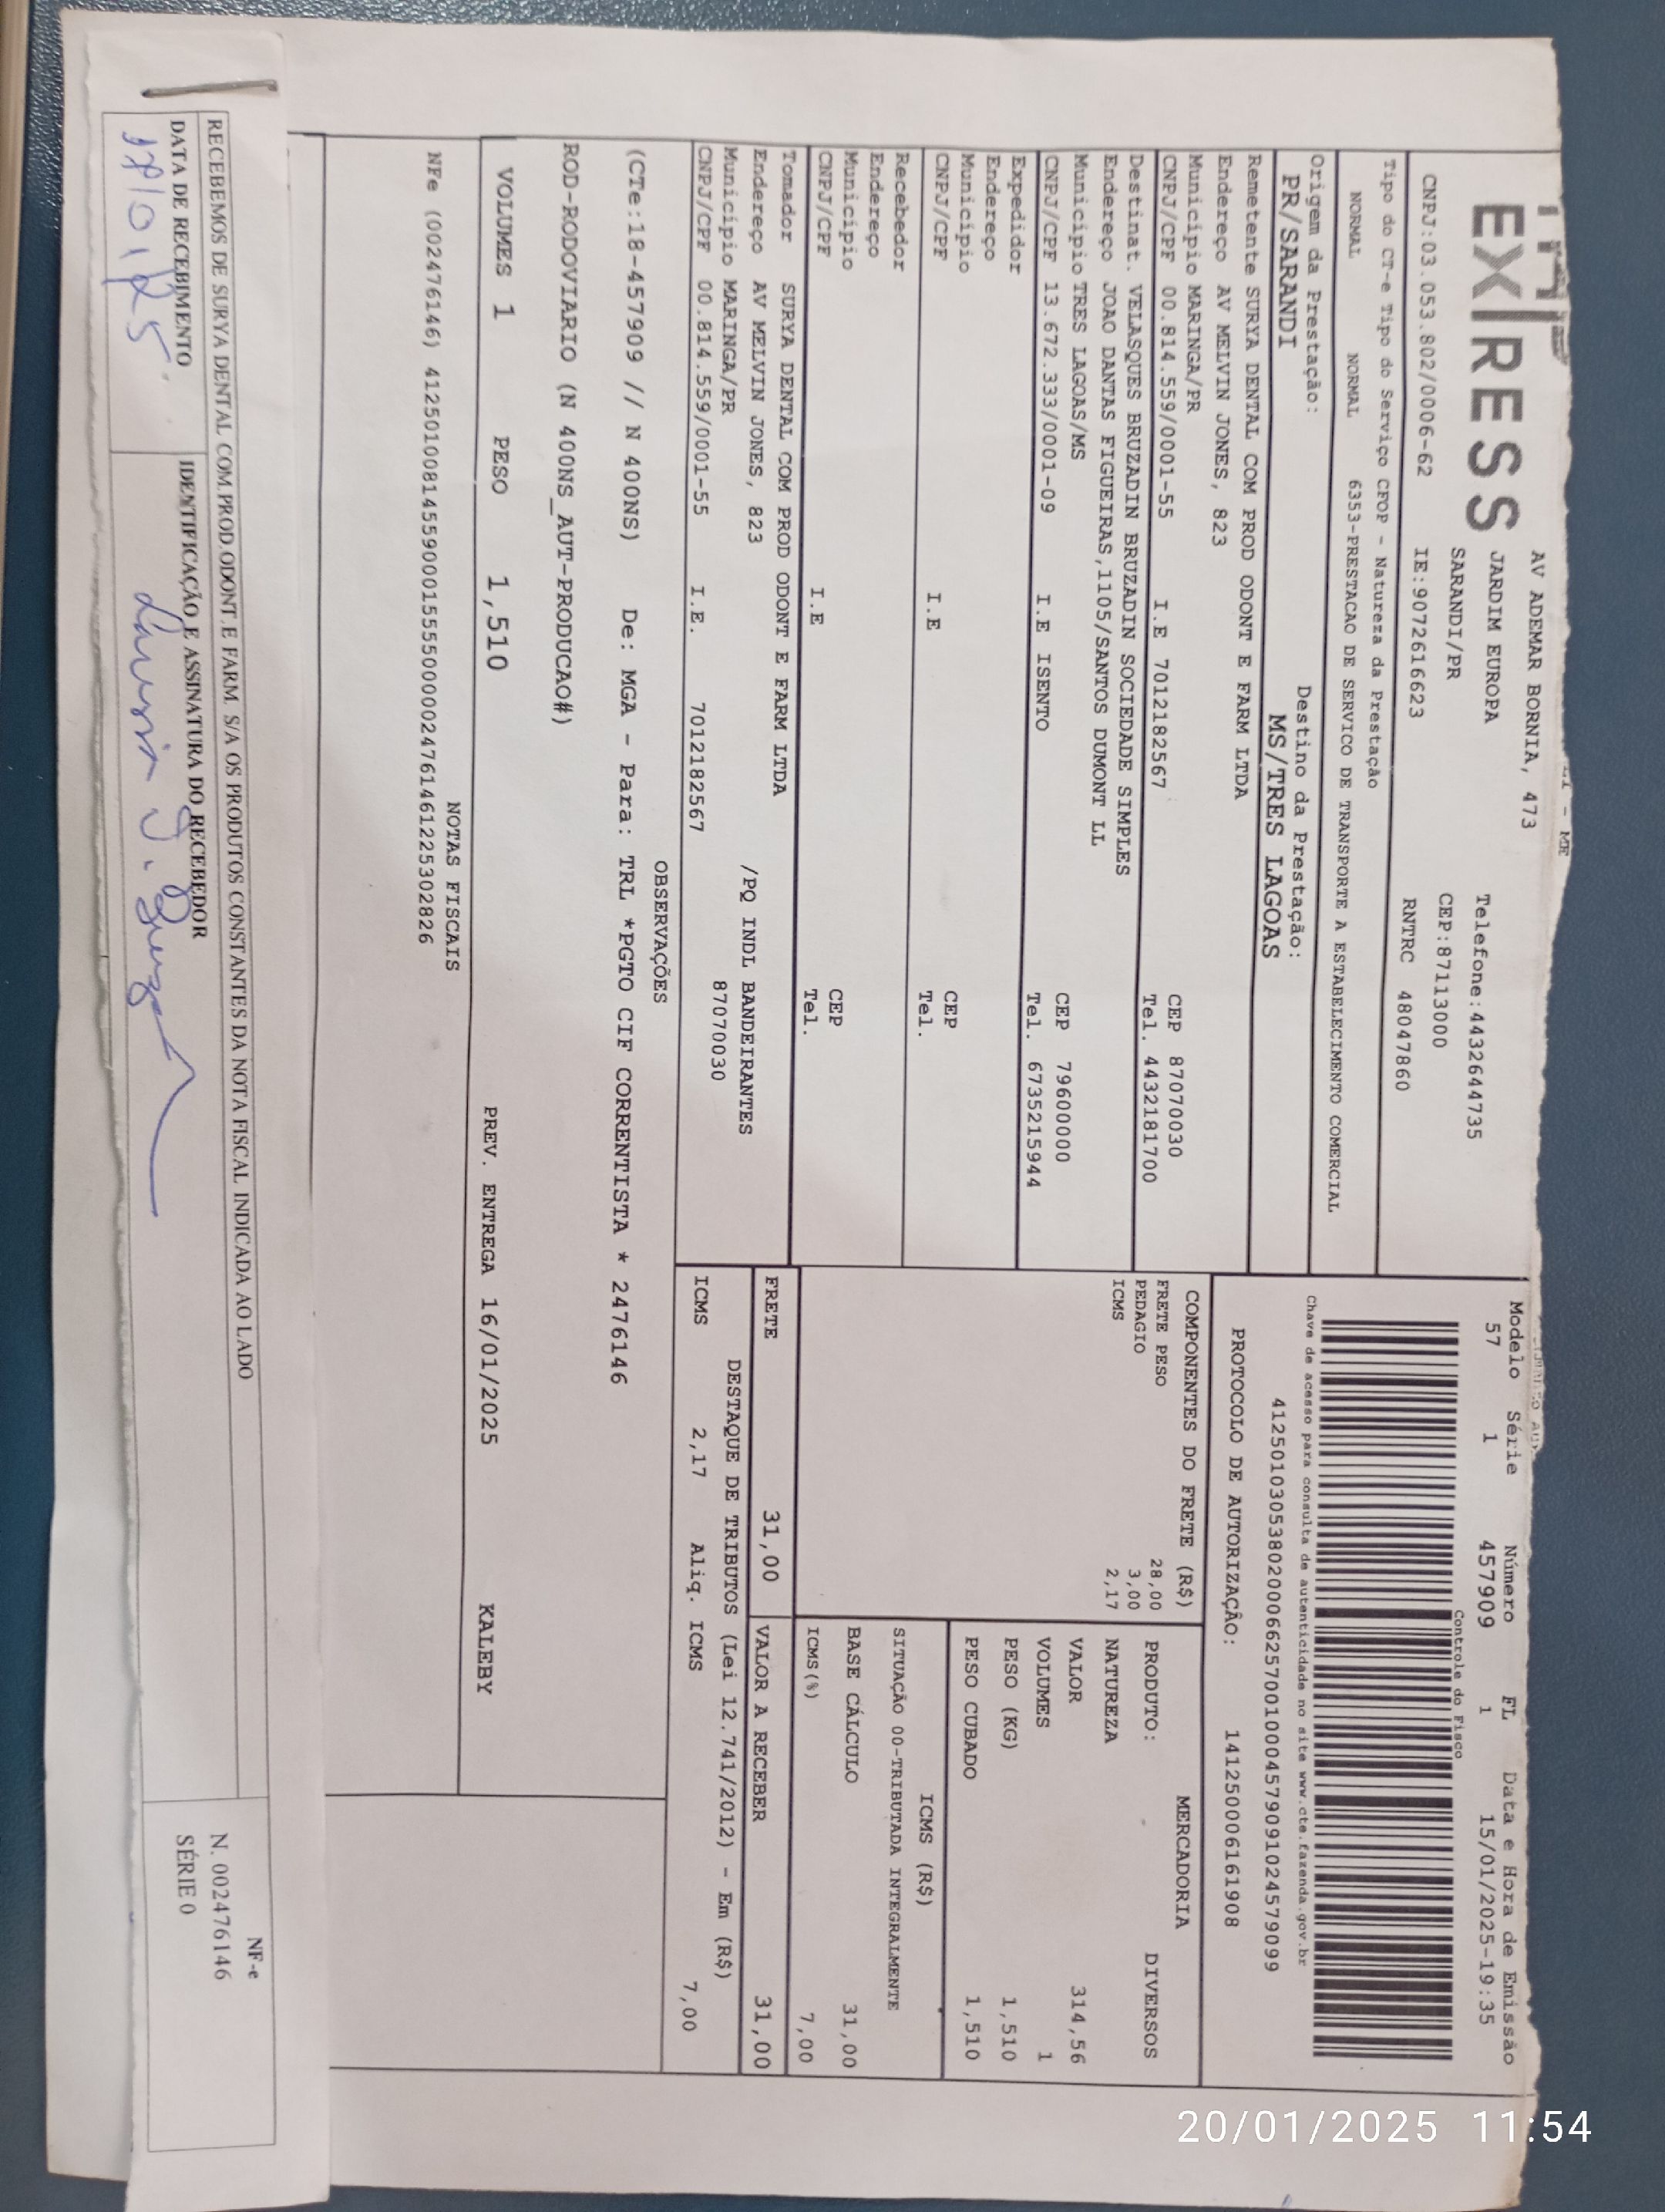 EX RESS
AV ADEMAR BORNIA, 473
JARDIM EUROPA
Telefone:4432644735
SARANDI/PR
CEP:87113000
CNPJ:03.053.802/0006-62 IE:9072616623 RNTRC 48047860
Modelo Série Número FL Data e Hora de Emissão
57 1 457909 1 15/01/2025-19:35
Controle do Fisco
Tipo do CT-e Tipo do Serviço CFOP - Natureza da Prestação
NORMAL NORMAL 6353-PRESTACAO DE SERVICO DE TRANSPORTE A ESTABELECIMENTO COMERCIAL
Chave de acesso para consulta de autenticidade no site www.cte.fazenda.gov.br
41250103053802000662570010004579091024579099
Origem da Prestação: Destino da Prestação:
PR/SARANDI MS/TRES LAGOAS
PROTOCOLO DE AUTORIZAÇÃO: 141250006161908
Remetente SURYA DENTAL COM PROD ODONT E FARM LTDA
Endereço AV MELVIN JONES, 823
Município MARINGA/PR CEP 87070030
CNPJ/CPF 00.814.559/0001-55 I.E 7012182567 Tel. 4432181700
Destinat. VELASQUES BRUZADIN BRUZADIN SOCIEDADE SIMPLES
Endereço JOAO DANTAS FIGUEIRAS,1105/SANTOS DUMONT LL
Municipio TRES LAGOAS/MS CEP 79600000
CNPJ/CPF 13.672.333/0001-09 I.E ISENTO Tel. 6735215944
Expedidor
Endereço
Município CEP
CNPJ/CPF I.E Tel.
Recebedor
Endereço
Município CEP
CNPJ/CPF I.E Tel.
COMPONENTES DO FRETE (R$)
FRETE PESO 28,00
PEDAGIO 3,00
ICMS 2,17
MERCADORIA
PRODUTO: DIVERSOS
NATUREZA
VALOR 314,56
VOLUMES 1
PESO (KG) 1,510
PESO CUBADO 1,510
ICMS (R$)
SITUAÇÃO 00-TRIBUTADA INTEGRALMENTE
BASE CÁLCULO 31,00
ICMS(%) 7,00
Tomador SURYA DENTAL COM PROD ODONT E FARM LTDA
Endereço AV MELVIN JONES, 823 /PQ INDL BANDEIRANTES
Município MARINGA/PR 87070030
CNPJ/CPF 00.814.559/0001-55 I.E. 7012182567
FRETE 31,00 VALOR A RECEBER 31,00
DESTAQUE DE TRIBUTOS (Lei 12.741/2012) - Em (R$)
ICMS 2,17 Aliq. ICMS 7,00
OBSERVAÇÕES
(CTe:18-457909 // N 400NS) De: MGA - Para: TRL *PGTO CIF CORRENTISTA * 2476146
ROD-RODOVIARIO (N 400NS_AUT-PRODUCAO#)
VOLUMES 1 PESO 1,510 PREV. ENTREGA 16/01/2025 KALEBY
NOTAS FISCAIS
NFe (002476146) 41250100814559000155550000024761461225302826
RECEBEMOS DE SURYA DENTAL COM.PROD.ODONT.E FARM. S/A OS PRODUTOS CONSTANTES DA NOTA FISCAL INDICADA AO LADO
DATA DE RECEBIMENTO IDENTIFICAÇÃO E ASSINATURA DO RECEBEDOR
NF-e
N. 002476146
SÉRIE 0
20/01/2025 11:54